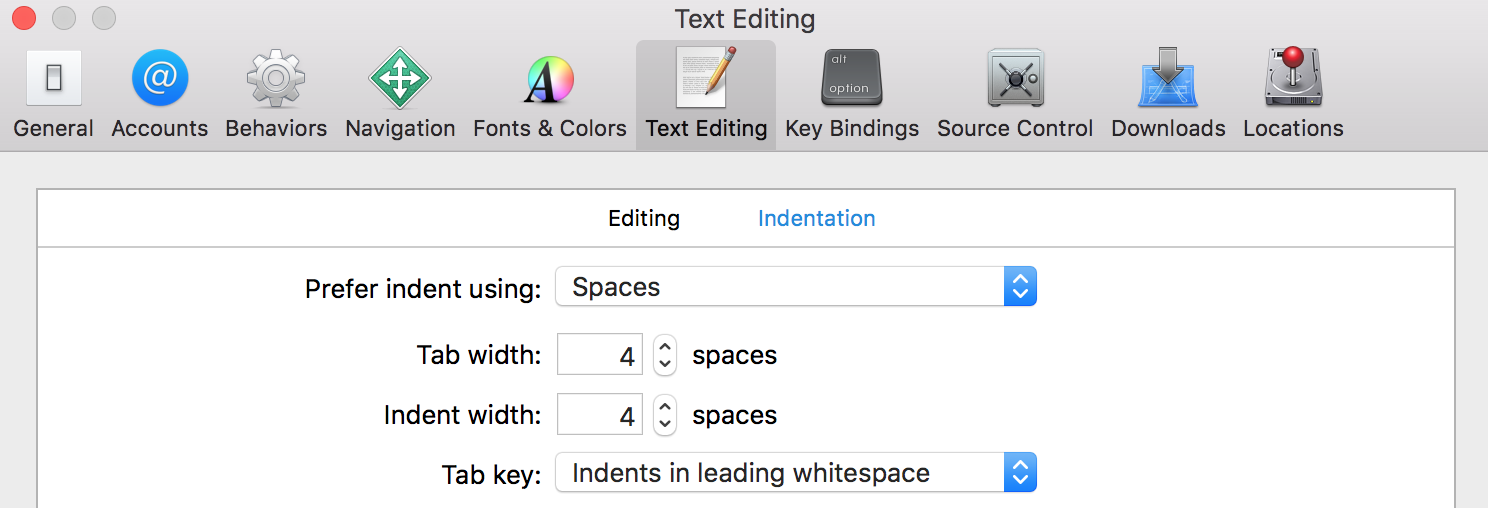 Text Editing
@
A
alt
option
General Accounts Behaviors Navigation Fonts & Colors Text Editing Key Bindings Source Control Downloads Locations
Editing Indentation
Prefer indent using: Spaces
Tab width: 4 spaces
Indent width: 4 spaces
Tab key: Indents in leading whitespace